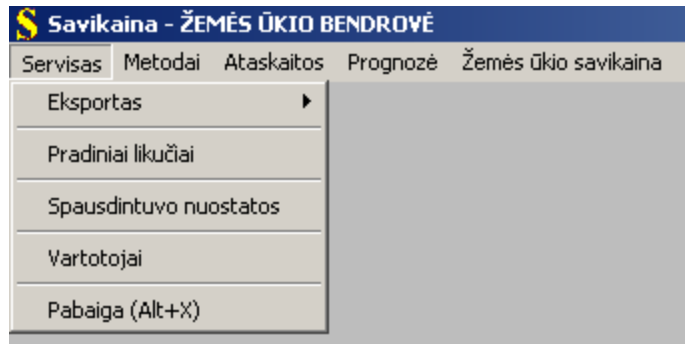 Savikaina - ŽEMĖS ŪKIO BENDROVĖ
Servisas Metodai Ataskaitos Prognozė Žemės ūkio savikaina
Eksportas
Pradiniai likučiai
Spausdintuvo nuostatos
Vartotojai
Pabaiga (Alt+X)